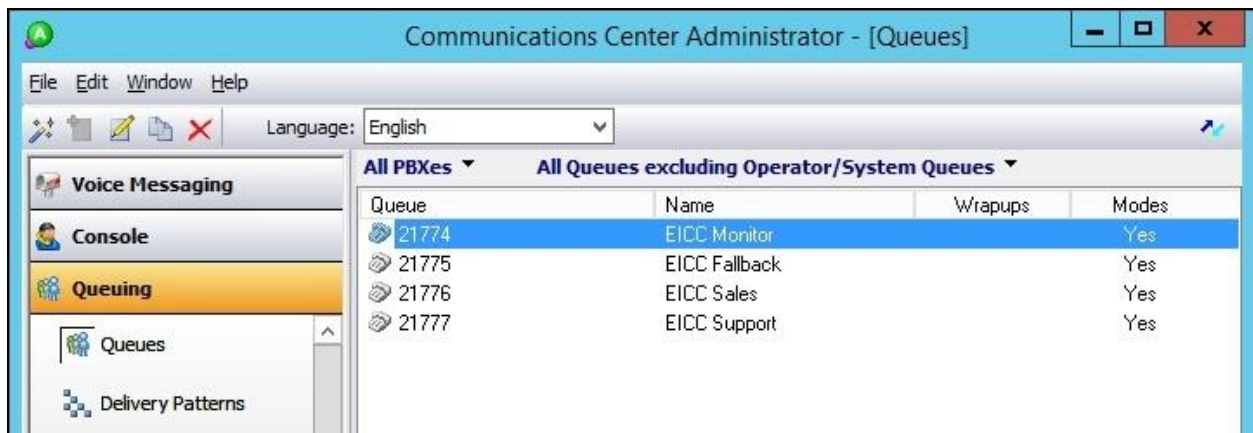 Communications Center Administrator - [Queues]
File Edit Window Help
Language: English
Voice Messaging
Console
Queuing
Queues
Delivery Patterns
All PBXes All Queues excluding Operator/System Queues
Queue Name Wrapups Modes
21774 EICC Monitor Yes
21775 EICC Fallback Yes
21776 EICC Sales Yes
21777 EICC Support Yes